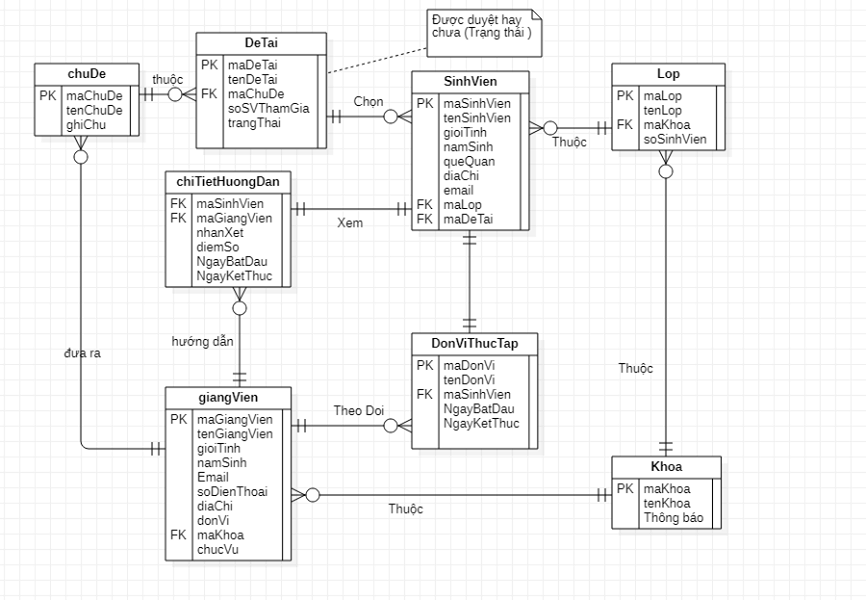 Được duyệt hay
chưa (Trạng thái )
DeTai
PK maDeTai
tenDeTai
FK maChuDe
soSVThamGia
trangThai
chuDe
PK maChuDe
tenChuDe
ghiChu
thuộc
Chọn
SinhVien
PK maSinhVien
tenSinhVien
gioiTinh
namSinh
queQuan
diaChi
email
FK maLop
FK maDeTai
Thuộc
Lop
PK maLop
tenLop
FK maKhoa
soSinhVien
chiTietHuongDan
FK maSinhVien
FK maGiangVien
nhanXet
diemSo
NgayBatDau
NgayKetThuc
Xem
hướng dẫn
đưa ra
DonViThucTap
PK maDonVi
tenDonVi
FK maSinhVien
NgayBatDau
NgayKetThuc
Thuộc
giangVien
PK maGiangVien
tenGiangVien
gioiTinh
namSinh
Email
soDienThoai
diaChi
donVi
FK maKhoa
chucVu
Theo Doi
Thuộc
Khoa
PK maKhoa
tenKhoa
Thông báo